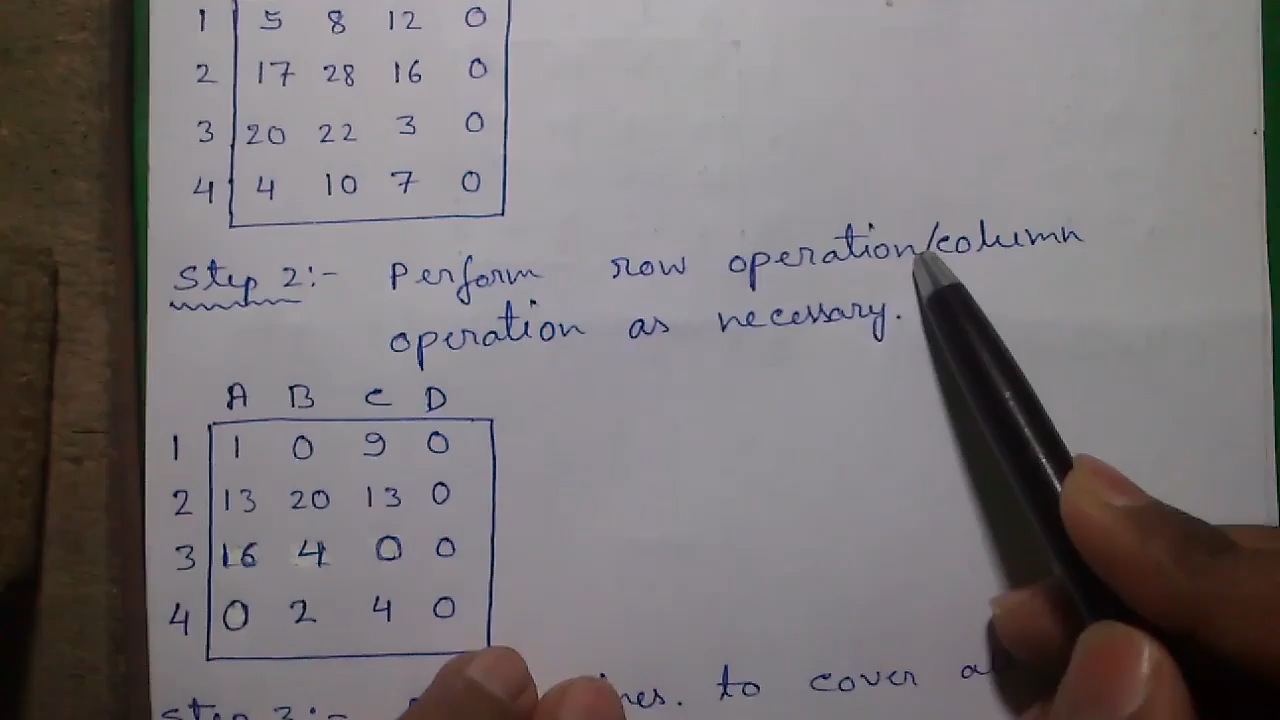 1 5 8 12 0
2 17 28 16 0
3 20 22 3 0
4 4 10 7 0
Step 2:- Perform row operation/column
operation as necessary.
A B C D
1 1 0 9 0
2 13 20 13 0
3 16 4 0 0
4 0 2 4 0
Step 3:- to cover